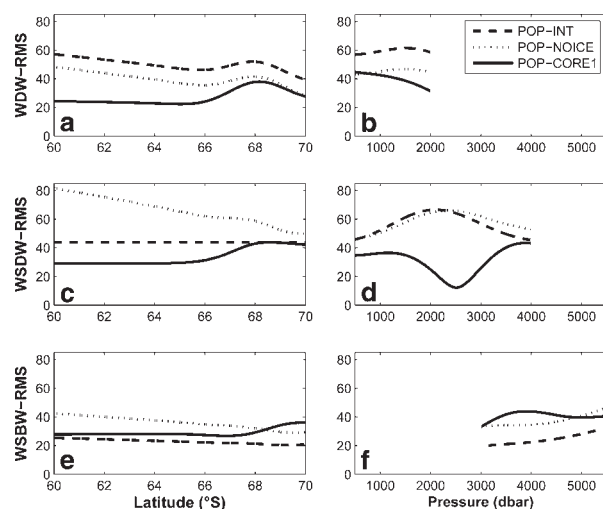 POP−INT
POP−NOICE
POP−CORE1
WDW−RMS
80
60
40
20
0
60 62 64 66 68 70
a
80
60
40
20
0
1000 2000 3000 4000 5000
b
WSDW−RMS
80
60
40
20
0
60 62 64 66 68 70
c
80
60
40
20
0
1000 2000 3000 4000 5000
d
WSBW−RMS
80
60
40
20
0
60 62 64 66 68 70
e
Latitude (°S)
80
60
40
20
0
1000 2000 3000 4000 5000
f
Pressure (dbar)